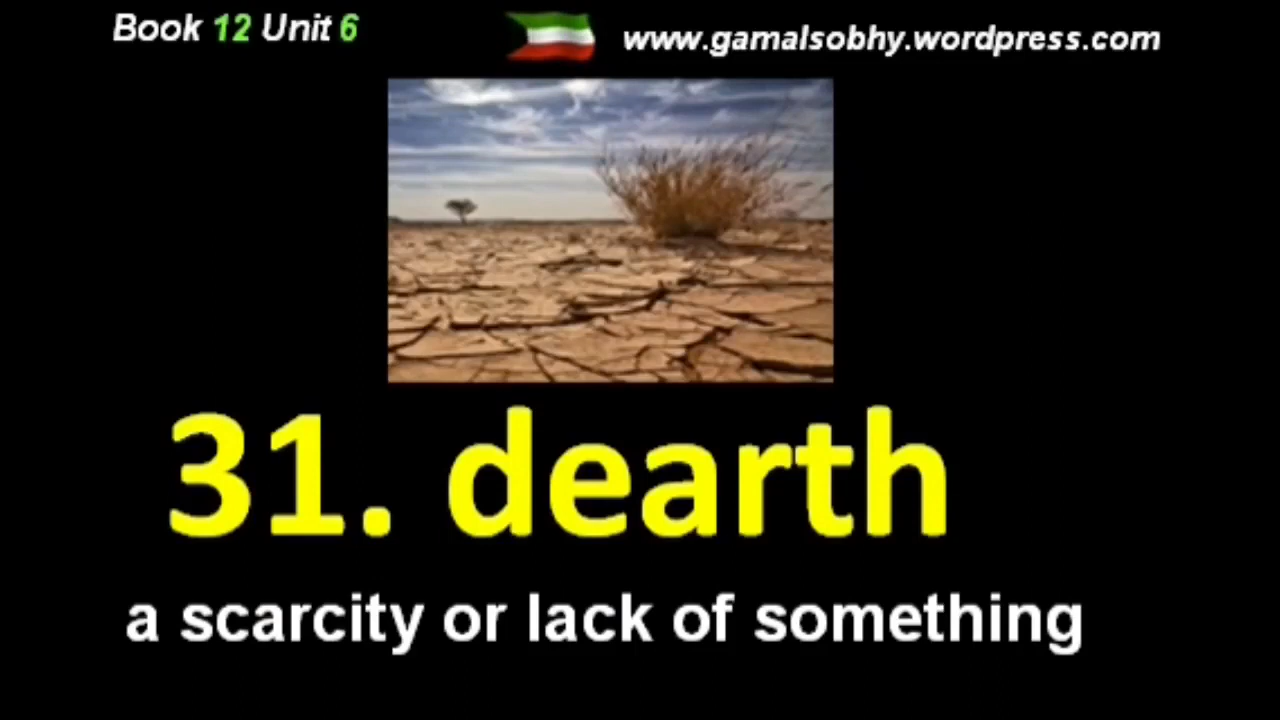 Book 12 Unit 6
www.gamalsobhy.wordpress.com
31. dearth
a scarcity or lack of something